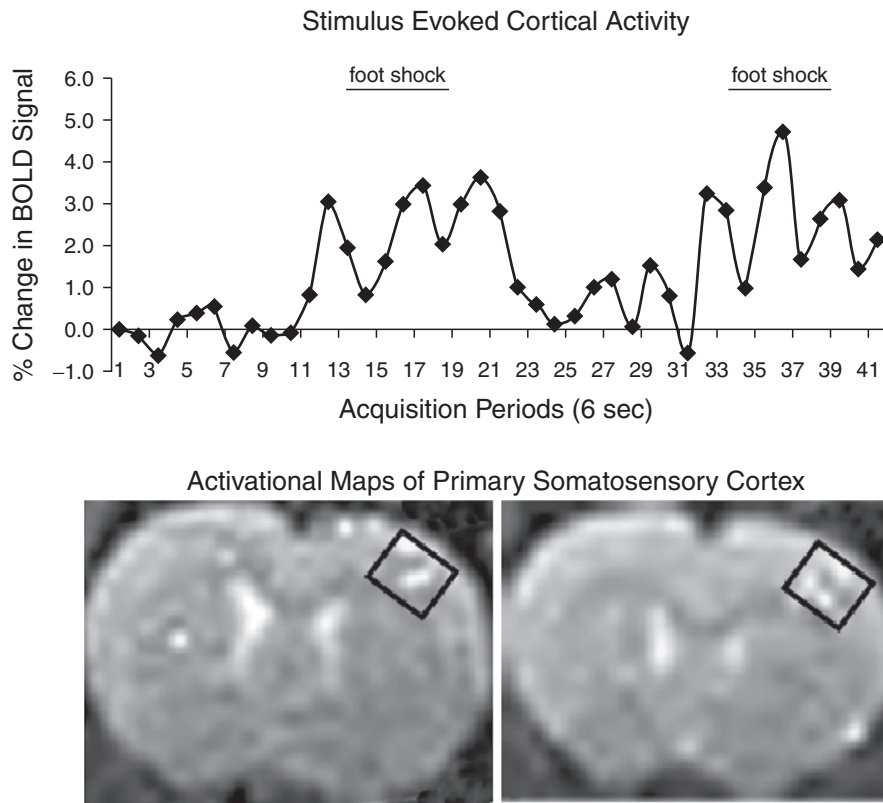 Stimulus Evoked Cortical Activity
foot shock foot shock
% Change in BOLD Signal
6.0
5.0
4.0
3.0
2.0
1.0
0.0
–1.0
1 3 5 7 9 11 13 15 17 19 21 23 25 27 29 31 33 35 37 39 41
Acquisition Periods (6 sec)
Activational Maps of Primary Somatosensory Cortex